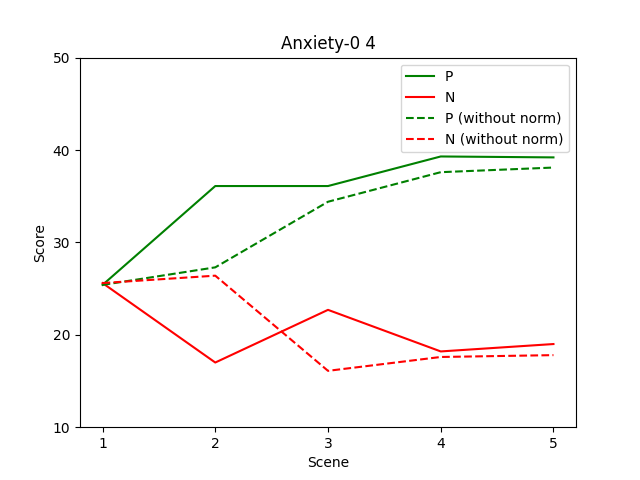 Anxiety-0 4
50
40
30
20
10
Score
P
N
P (without norm)
N (without norm)
1 2 3 4 5
Scene